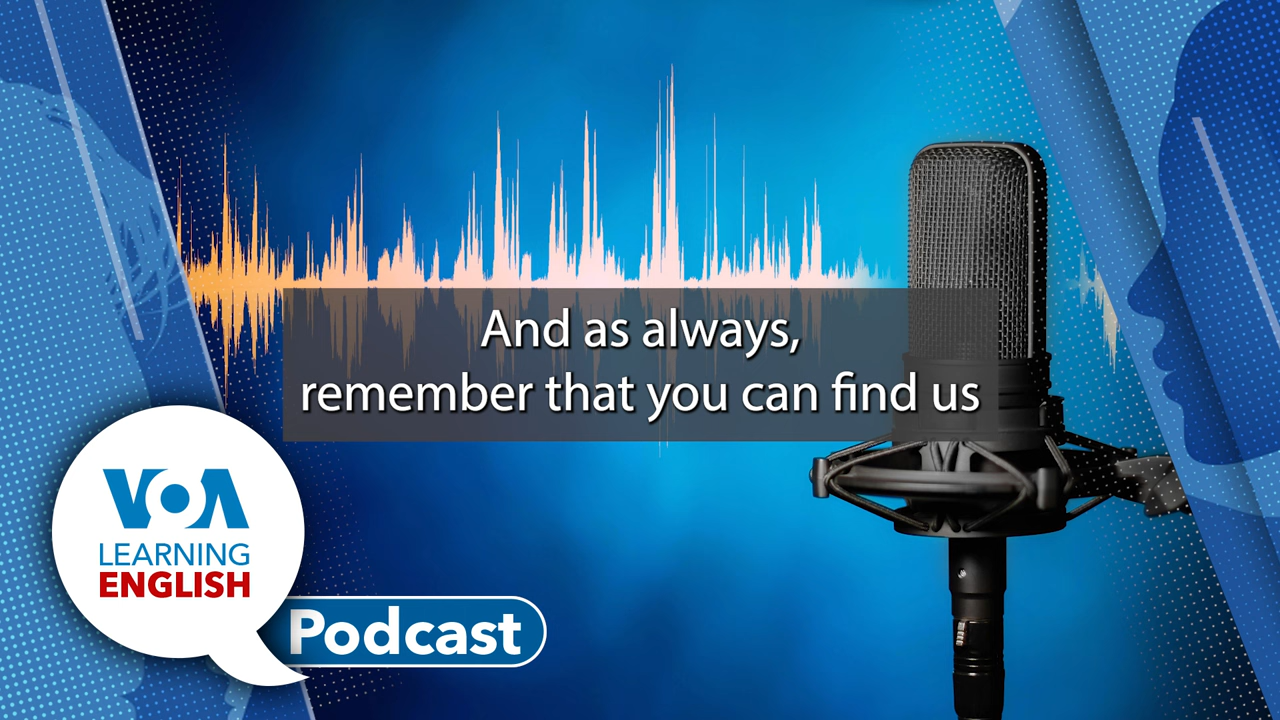 And as always,
remember that you can find us
VOA
LEARNING
ENGLISH
Podcast